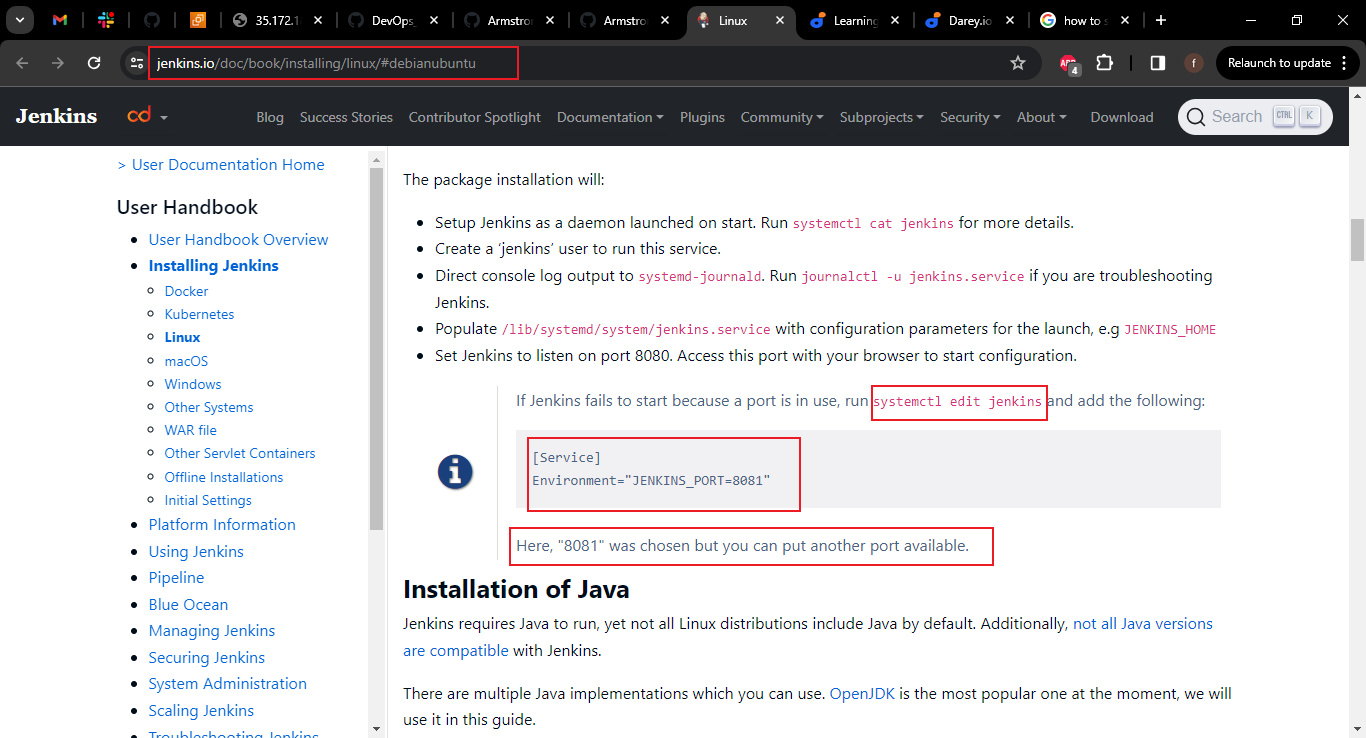 35.172.1
DevOps_
Armstron
Armstron
Linux
Learning
Darey.io
how to s
jenkins.io/doc/book/installing/linux/#debianubuntu
4
f
Relaunch to update
Jenkins
cd
Blog
Success Stories
Contributor Spotlight
Documentation
Plugins
Community
Subprojects
Security
About
Download
Search
CTRL
K
> User Documentation Home
User Handbook
User Handbook Overview
Installing Jenkins
Docker
Kubernetes
Linux
macOS
Windows
Other Systems
WAR file
Other Servlet Containers
Offline Installations
Initial Settings
Platform Information
Using Jenkins
Pipeline
Blue Ocean
Managing Jenkins
Securing Jenkins
System Administration
Scaling Jenkins
Troubleshooting Jenkins
The package installation will:
Setup Jenkins as a daemon launched on start. Run systemctl cat jenkins for more details.
Create a ‘jenkins’ user to run this service.
Direct console log output to systemd-journald. Run journalctl -u jenkins.service if you are troubleshooting
Jenkins.
Populate /lib/systemd/system/jenkins.service with configuration parameters for the launch, e.g JENKINS_HOME
Set Jenkins to listen on port 8080. Access this port with your browser to start configuration.
If Jenkins fails to start because a port is in use, run systemctl edit jenkins and add the following:
[Service]
Environment="JENKINS_PORT=8081"
Here, "8081" was chosen but you can put another port available.
Installation of Java
Jenkins requires Java to run, yet not all Linux distributions include Java by default. Additionally, not all Java versions
are compatible with Jenkins.
There are multiple Java implementations which you can use. OpenJDK is the most popular one at the moment, we will
use it in this guide.